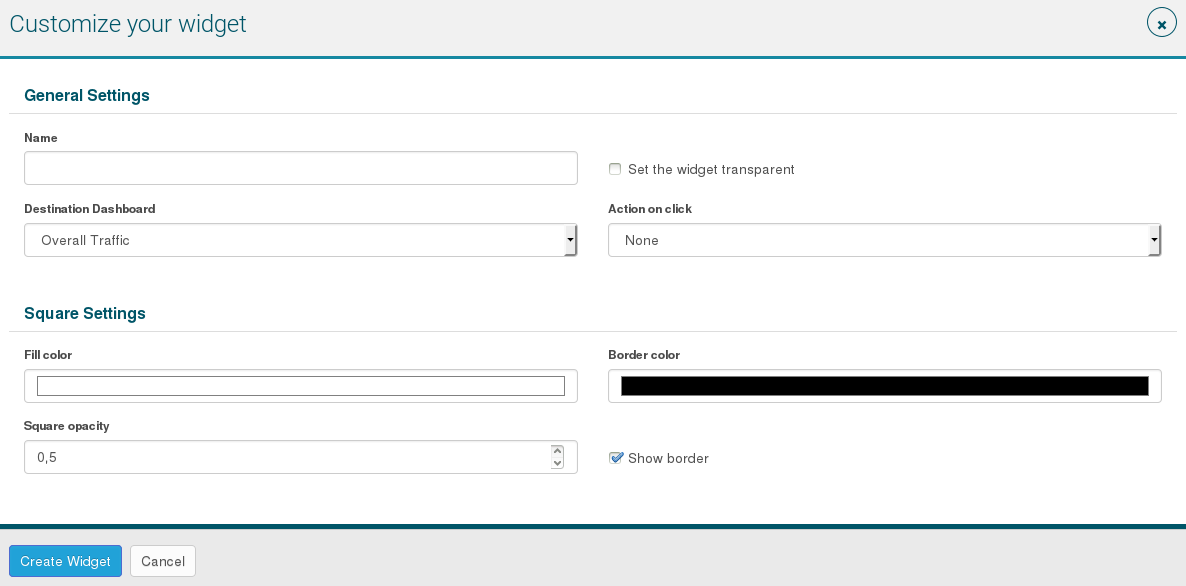 Customize your widget
General Settings
Name
Set the widget transparent
Destination Dashboard
Action on click
Overall Traffic
None
Square Settings
Fill color
Border color
Square opacity
0,5
Show border
Create Widget
Cancel